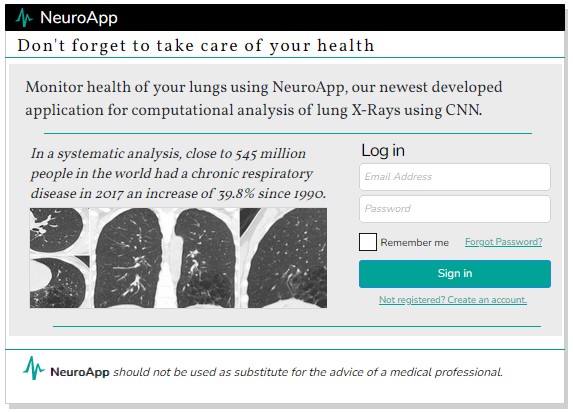 NeuroApp
Don't forget to take care of your health
Monitor health of your lungs using NeuroApp, our newest developed
application for computational analysis of lung X-Rays using CNN.
In a systematic analysis, close to 545 million
people in the world had a chronic respiratory
disease in 2017 an increase of 39.8% since 1990.
Log in
Email Address
Password
Remember me Forgot Password?
Sign in
Not registered? Create an account.
NeuroApp should not be used as substitute for the advice of a medical professional.